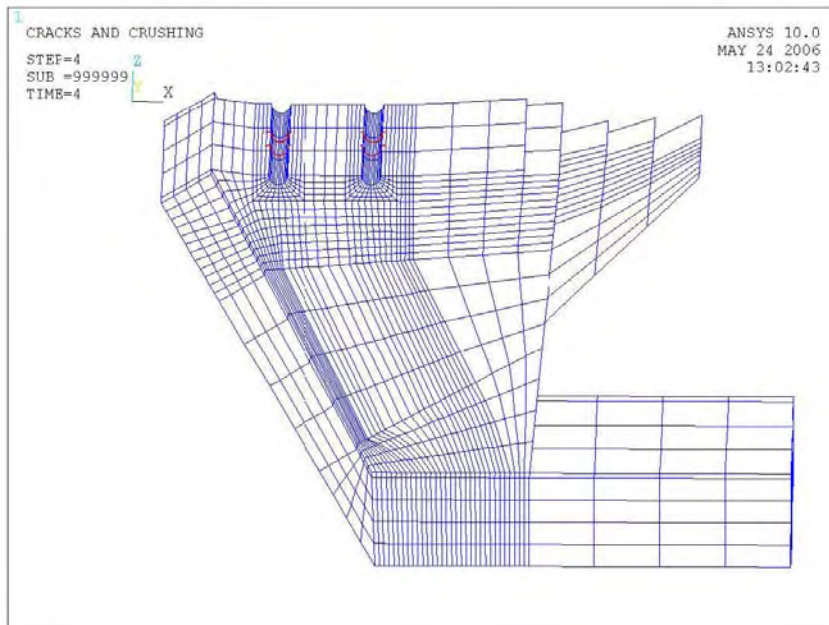 1
CRACKS AND CRUSHING
STEP=4
SUB =999999
TIME=4
Z
Y
X
ANSYS 10.0
MAY 24 2006
13:02:43